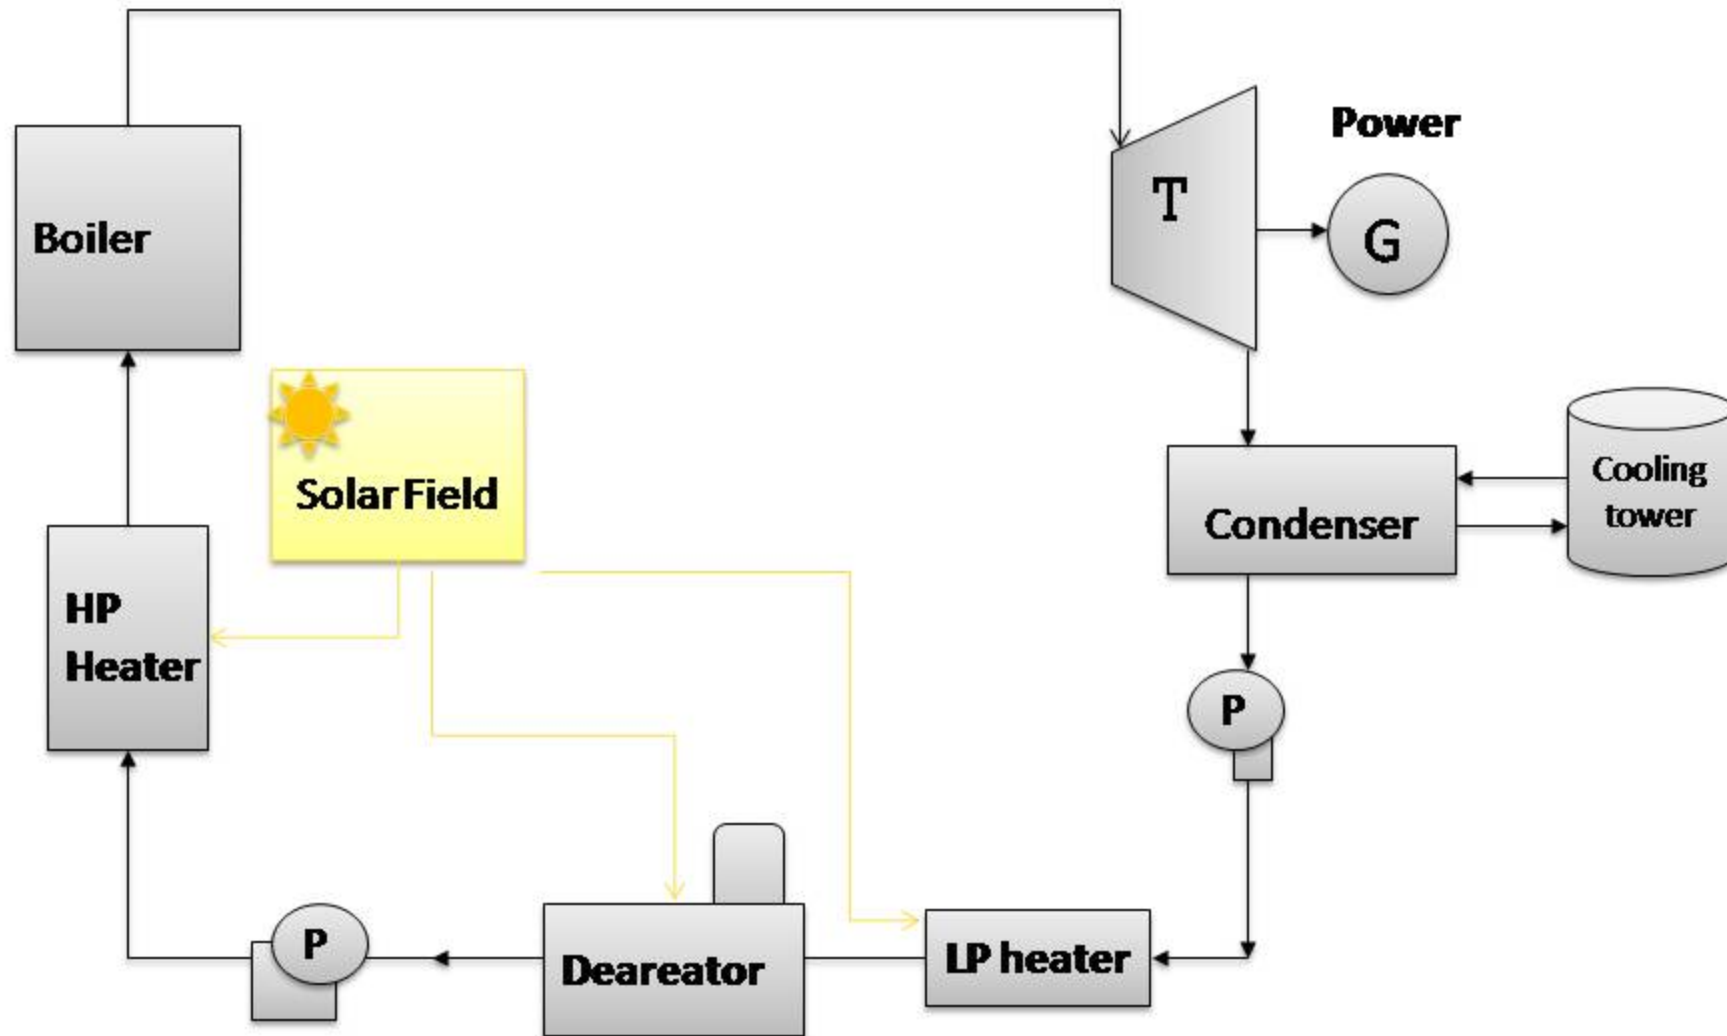 Power
T
G
Boiler
Solar Field
Cooling
tower
Condenser
HP
Heater
P
P
Deareator
LP heater